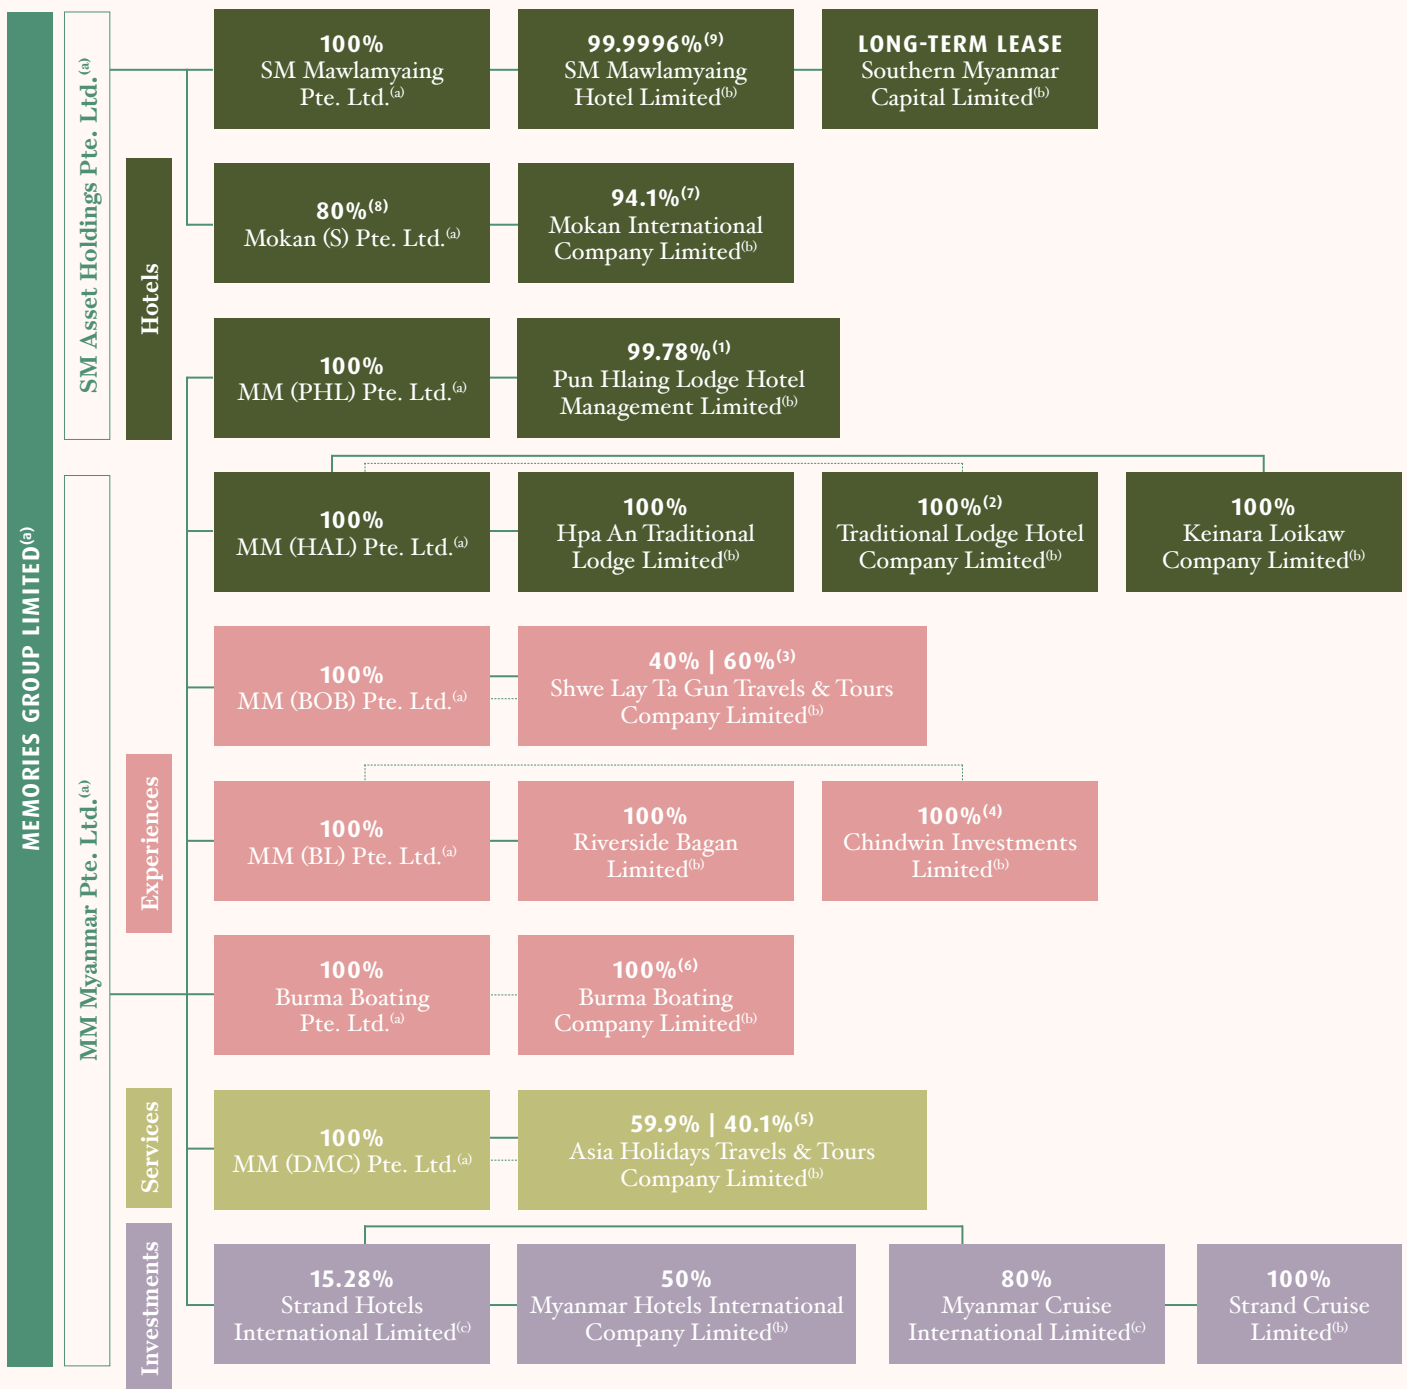 MEMORIES GROUP LIMITED(a)
SM Asset Holdings Pte. Ltd.(a)
MM Myanmar Pte. Ltd.(a)
Hotels
100%
SM Mawlamyaing
Pte. Ltd.(a)
99.9996%(9)
SM Mawlamyaing
Hotel Limited(b)
LONG-TERM LEASE
Southern Myanmar
Capital Limited(b)
80%(8)
Mokan (S) Pte. Ltd.(a)
94.1%(7)
Mokan International
Company Limited(b)
100%
MM (PHL) Pte. Ltd.(a)
99.78%(1)
Pun Hlaing Lodge Hotel
Management Limited(b)
100%
MM (HAL) Pte. Ltd.(a)
100%
Hpa An Traditional
Lodge Limited(b)
100%(2)
Traditional Lodge Hotel
Company Limited(b)
100%
Keinara Loikaw
Company Limited(b)
Experiences
100%
MM (BOB) Pte. Ltd.(a)
40% | 60%(3)
Shwe Lay Ta Gun Travels & Tours
Company Limited(b)
100%
MM (BL) Pte. Ltd.(a)
100%
Riverside Bagan
Limited(b)
100%(4)
Chindwin Investments
Limited(b)
100%
Burma Boating
Pte. Ltd.(a)
100%(6)
Burma Boating
Company Limited(b)
Services
100%
MM (DMC) Pte. Ltd.(a)
59.9% | 40.1%(5)
Asia Holidays Travels & Tours
Company Limited(b)
Investments
15.28%
Strand Hotels
International Limited(c)
50%
Myanmar Hotels International
Company Limited(b)
80%
Myanmar Cruise
International Limited(c)
100%
Strand Cruise
Limited(b)